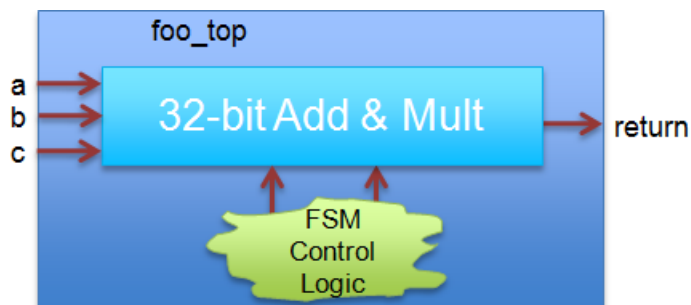 foo_top
a
b
c
32-bit Add & Mult
return
FSM
Control
Logic